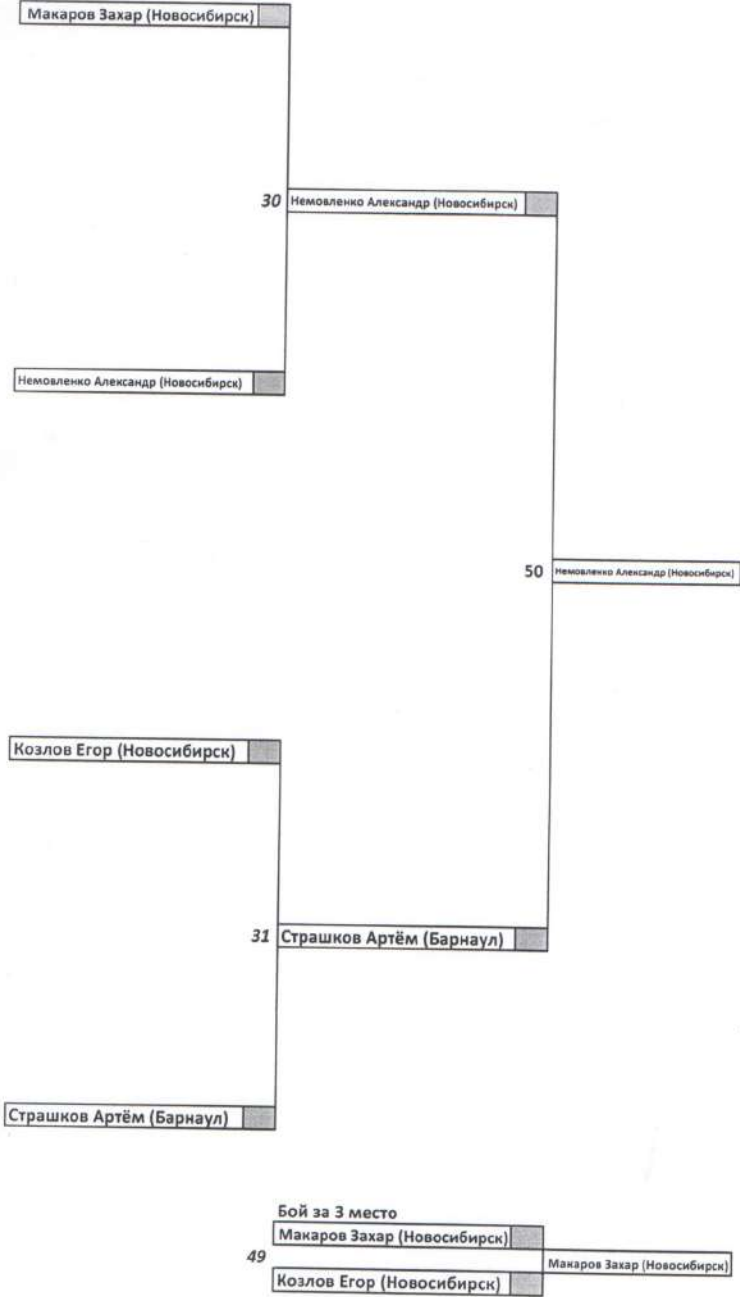 Макаров Захар (Новосибирск)
30 Немовленко Александр (Новосибирск)
Немовленко Александр (Новосибирск)
50 Немовленко Александр (Новосибирск)
Козлов Егор (Новосибирск)
31 Страшков Артём (Барнаул)
Страшков Артём (Барнаул)
Бой за 3 место
Макаров Захар (Новосибирск)
49 Макаров Захар (Новосибирск)
Козлов Егор (Новосибирск)